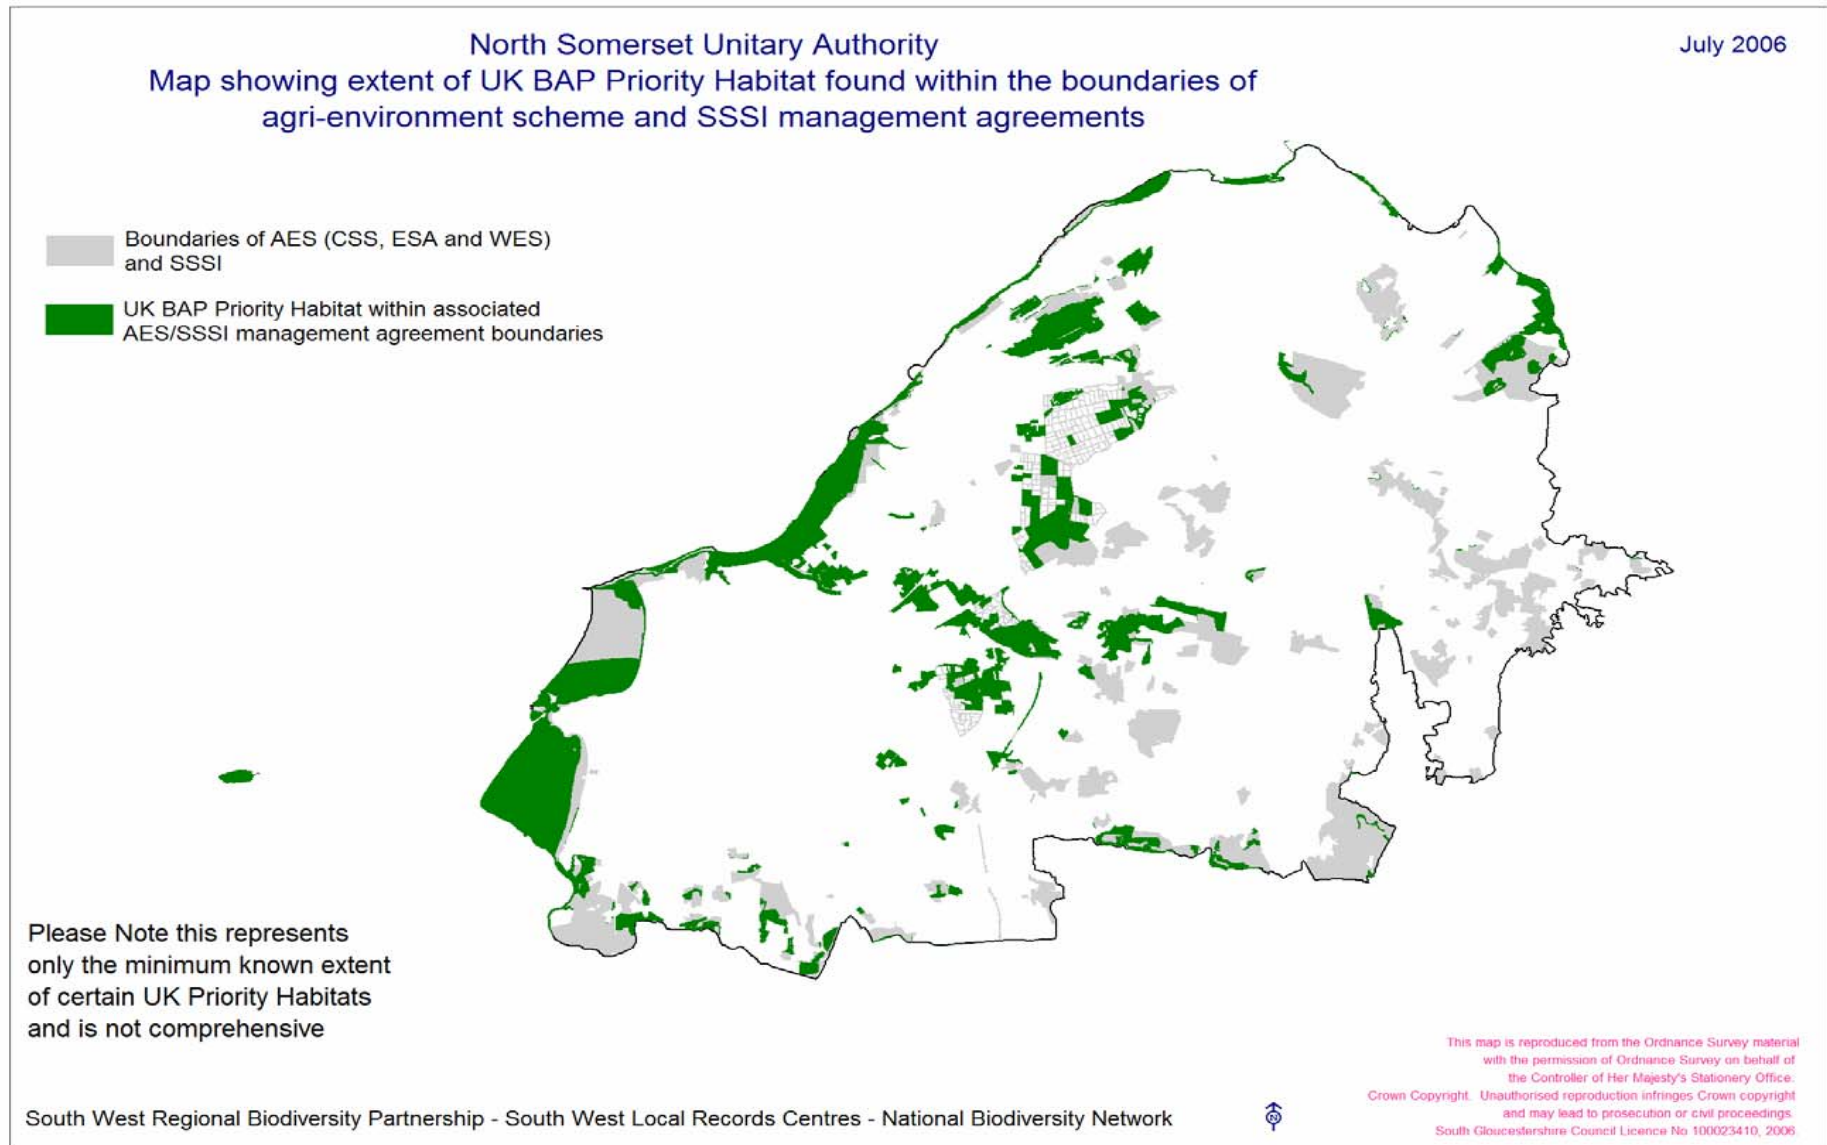 North Somerset Unitary Authority
July 2006
Map showing extent of UK BAP Priority Habitat found within the boundaries of
agri-environment scheme and SSSI management agreements
Boundaries of AES (CSS, ESA and WES)
and SSSI
UK BAP Priority Habitat within associated
AES/SSSI management agreement boundaries
Please Note this represents
only the minimum known extent
of certain UK Priority Habitats
and is not comprehensive
This map is reproduced from the Ordnance Survey material
with the permission of Ordnance Survey on behalf of
the Controller of Her Majesty's Stationery Office.
Crown Copyright. Unauthorised reproduction infringes Crown copyright
and may lead to prosecution or civil proceedings.
South Gloucestershire Council Licence No 100023410, 2006.
South West Regional Biodiversity Partnership - South West Local Records Centres - National Biodiversity Network
N